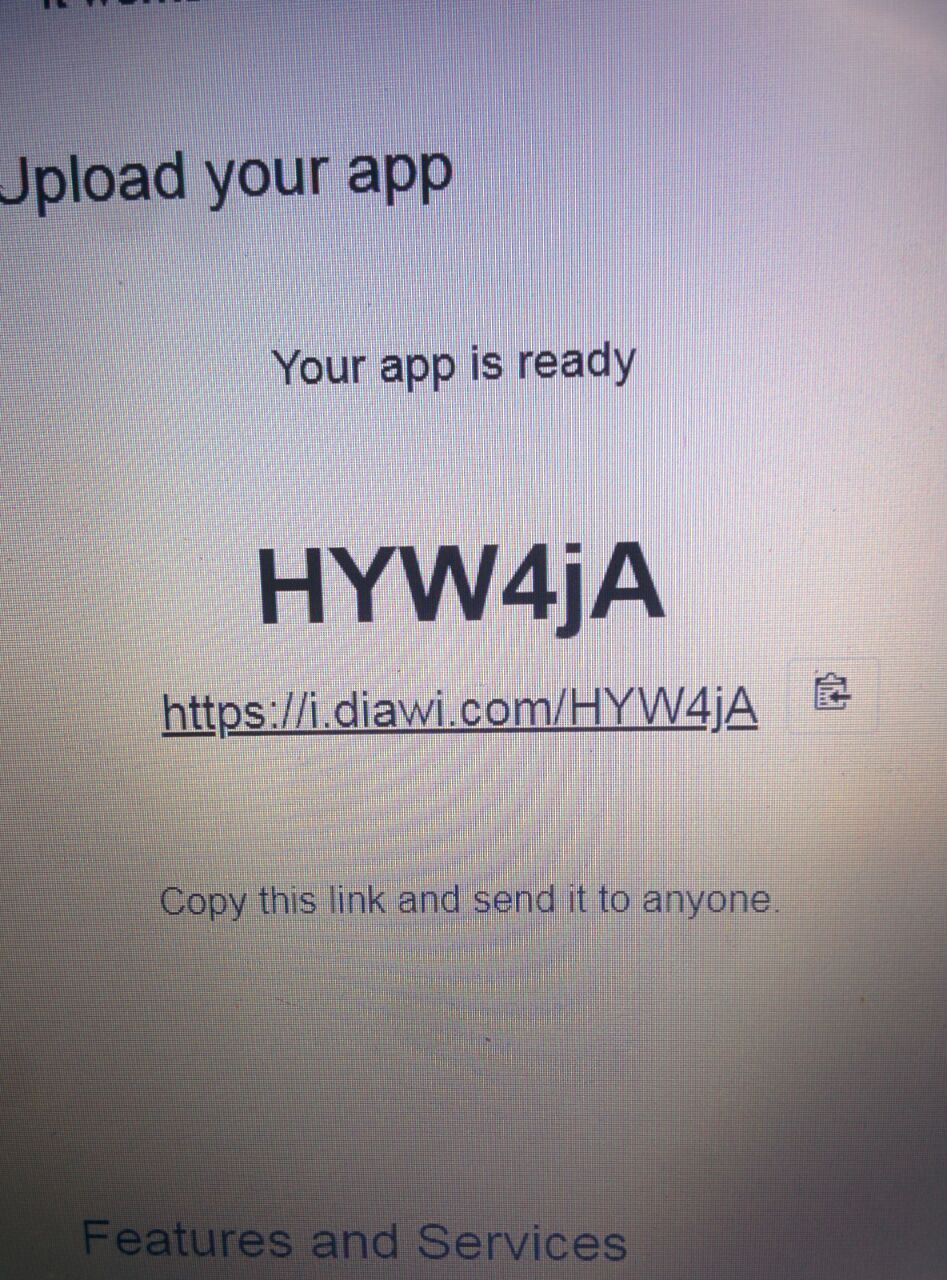 Upload your app
Your app is ready
HYW4jA
https://i.diawi.com/HYW4jA
Copy this link and send it to anyone.
Features and Services